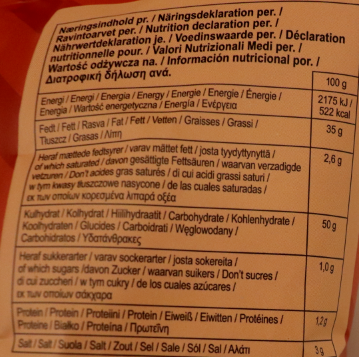 Næringsindhold pr. / Näringsdeklaration per. /
Ravintoarvet per. / Nutrition declaration per. /
Nährwertdeklaration je. / Voedinswaarde per. / Déclaration
nutritionnelle pour. / Valori Nutrizionali Medi per. /
Wartość odżywcza na. / Información nutricional por. /
Διατροφική δήλωση ανά.
100 g
Energi / Energi / Energia / Energy / Energie / Energie / Énergie /
Energia / Wartość energetyczna / Energía / Ενέργεια
2175 kJ /
522 kcal
Fedt / Fett / Rasva / Fat / Fett / Vetten / Graisses / Grassi /
Tłuszcz / Grasas / Λίπη
35 g
Heraf mættede fedtsyrer / varav mättet fett / josta tyydyttynyttä /
of which saturated / davon gesättigte Fettsäuren / waarvan verzadigde
vetzuren / Dont acides gras saturés / di cui acidi grassi saturi /
w tym kwasy tłuszczowe nasycone / de las cuales saturadas /
εκ των οποίων κορεσμένα λιπαρά οξέα
2,6 g
Kulhydrat / Kolhydrat / Hiilihydraatit / Carbohydrate / Kohlenhydrate /
Koolhydraten / Glucides / Carboidrati / Węglowodany /
Carbohidratos / Υδατάνθρακες
50 g
Heraf sukkerarter / varav sockerarter / josta sokereita /
of which sugars /davon Zucker / waarvan suikers / Don't sucres /
di cui zuccheri / w tym cukry / de los cuales azúcares /
εκ των οποίων σάκχαρα
1,0 g
Protein / Protein / Proteiini / Protein / Eiweiß / Eiwitten / Protéines /
Proteine / Białko / Proteína / Πρωτεΐνη
Salt / Salt / Suola / Salt / Zout / Sel / Sale / Sól / Sal / Αλάτι